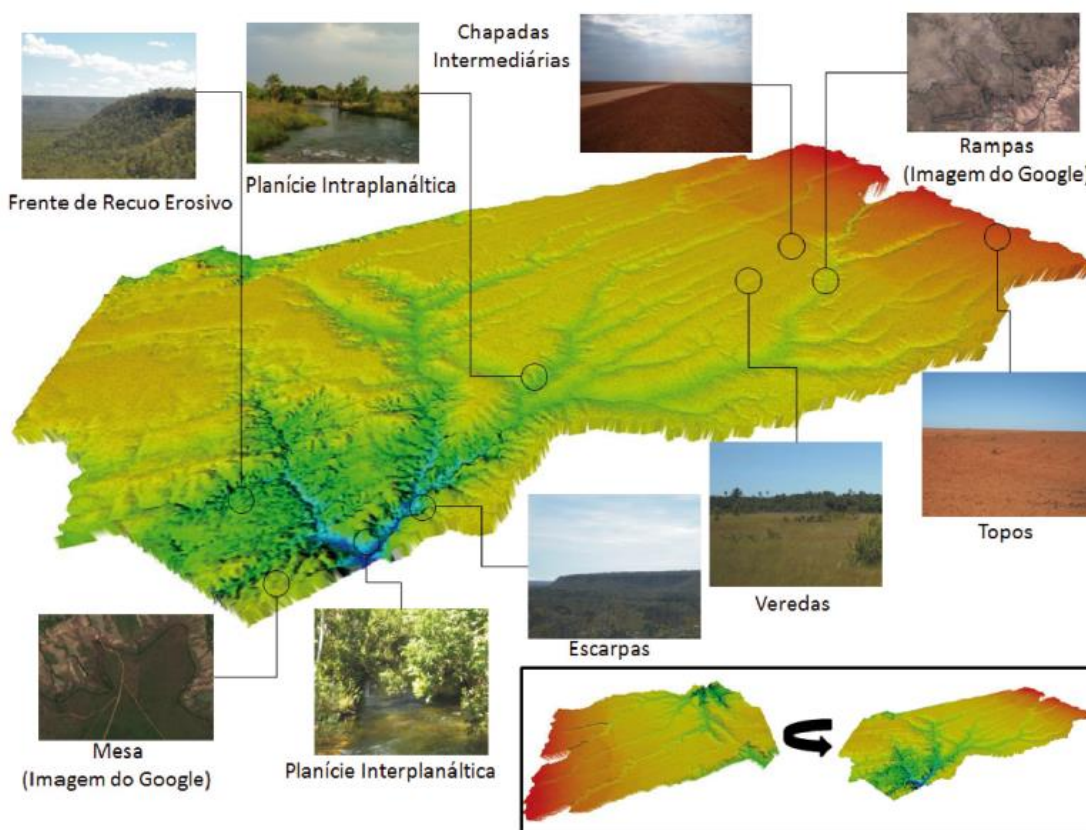 Chapadas
Intermediárias
Rampas
(Imagem do Google)
Planície Intraplanáltica
Frente de Recuo Erosivo
Topos
Veredas
Escarpas
Mesa
(Imagem do Google)
Planície Interplanáltica